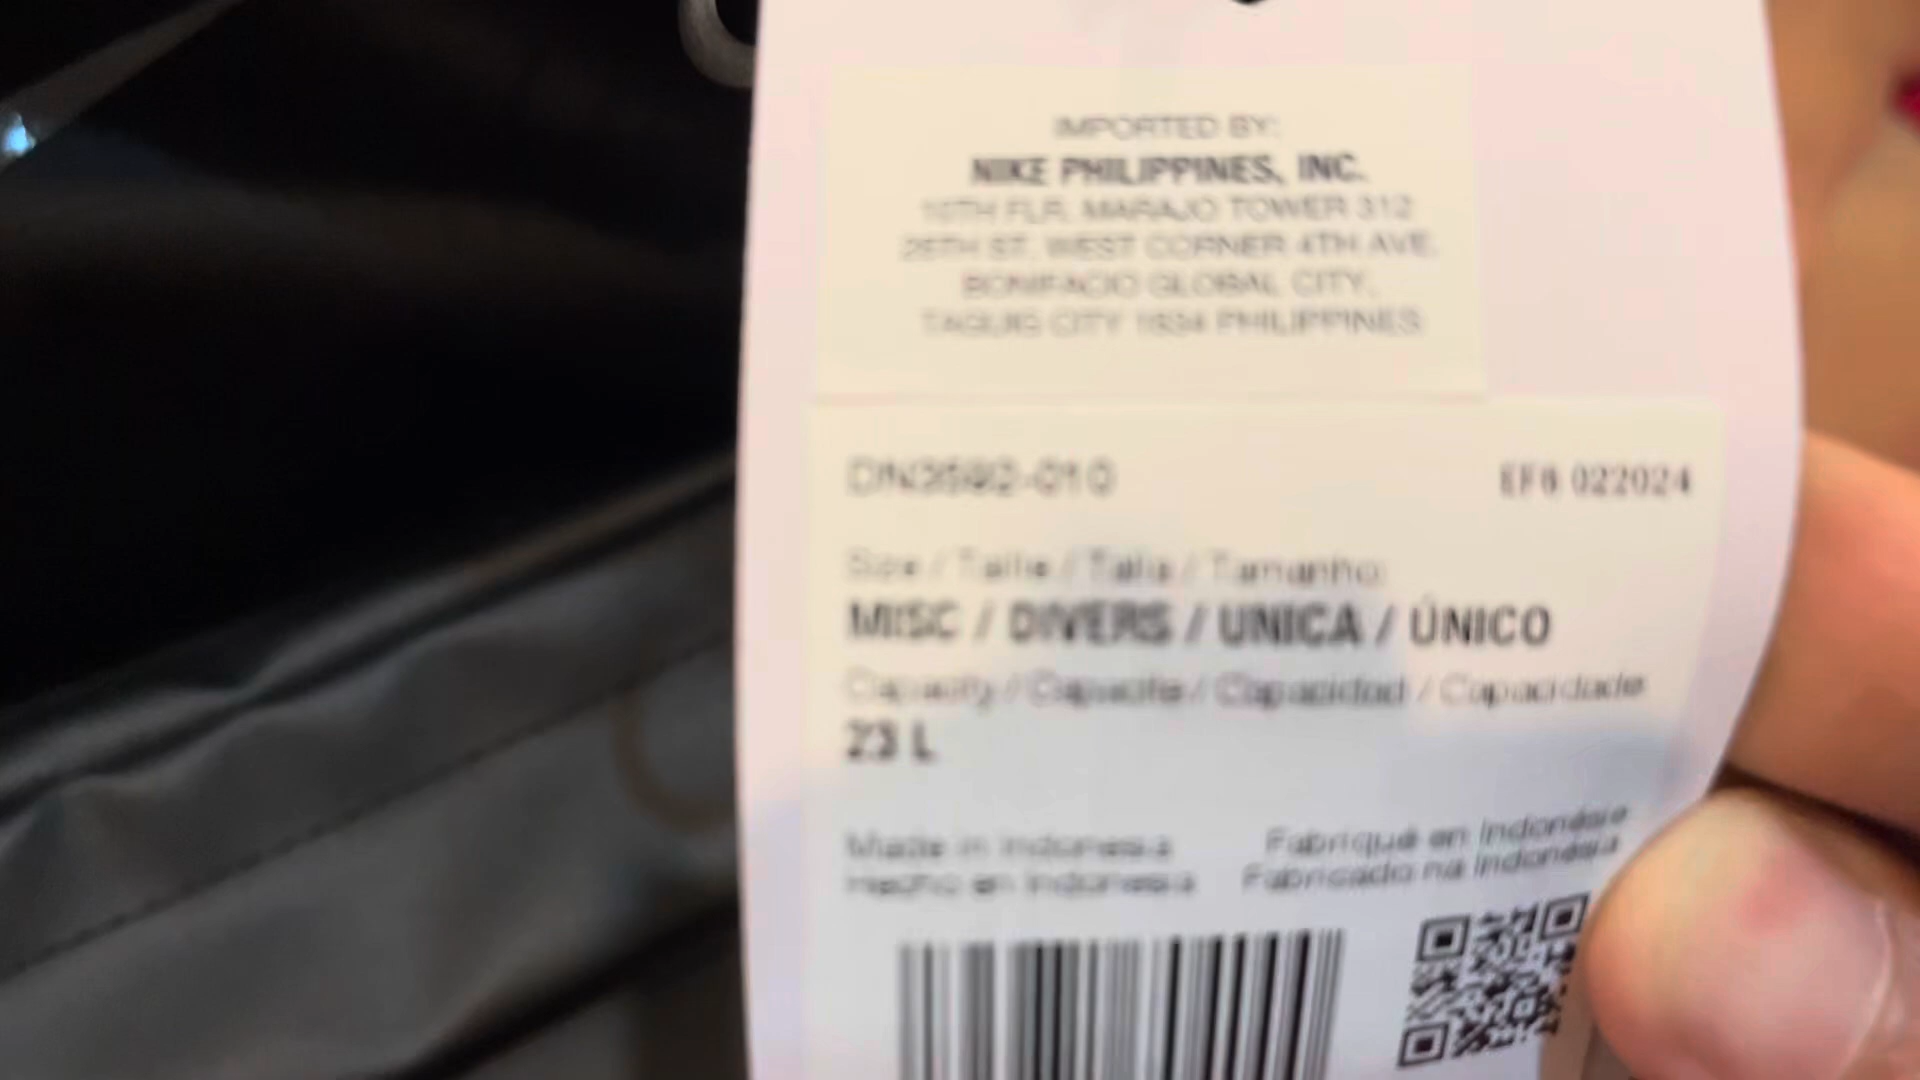 IMPORTED BY:
NIKE PHILIPPINES, INC.
10TH FLR. MARAJO TOWER 312
26TH ST. WEST CORNER 4TH AVE.
BONIFACIO GLOBAL CITY,
TAGUIG CITY 1634 PHILIPPINES
DN3592-010 EF6 022024
Size / Taille / Talla / Tamanho
MISC / DIVERS / UNICA / ÚNICO
Capacity / Capacité / Capacidad / Capacidade
23 L
Made in Indonesia Fabriqué en Indonésie
Hecho en Indonesia Fabricado na Indonésia